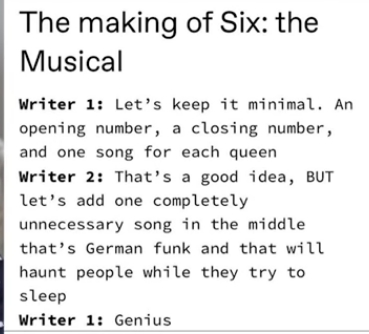 The making of Six: the
Musical
Writer 1: Let's keep it minimal. An
opening number, a closing number,
and one song for each queen
Writer 2: That's a good idea, BUT
let's add one completely
unnecessary song in the middle
that's German funk and that will
haunt people while they try to
sleep
Writer 1: Genius